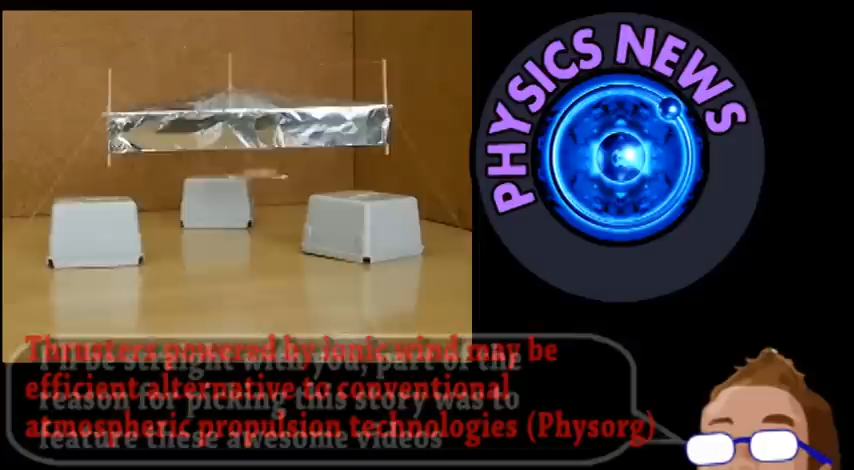 PHYSICS NEWS
Thrusters powered by ionic wind may be
efficient alternative to conventional
atmospheric propulsion technologies (Physorg)
I'll be straight with you, part of the
reason for picking this story was to
feature these awesome videos